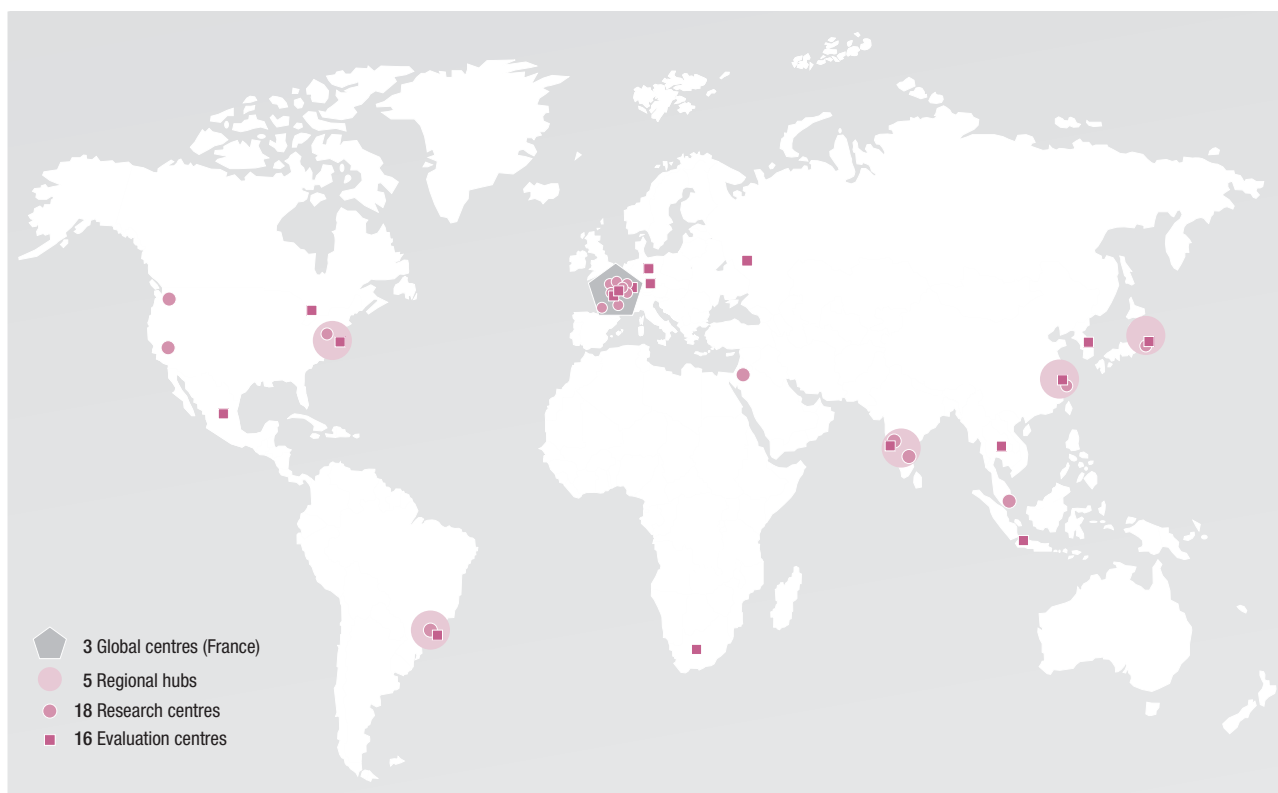 3 Global centres (France)
5 Regional hubs
18 Research centres
16 Evaluation centres